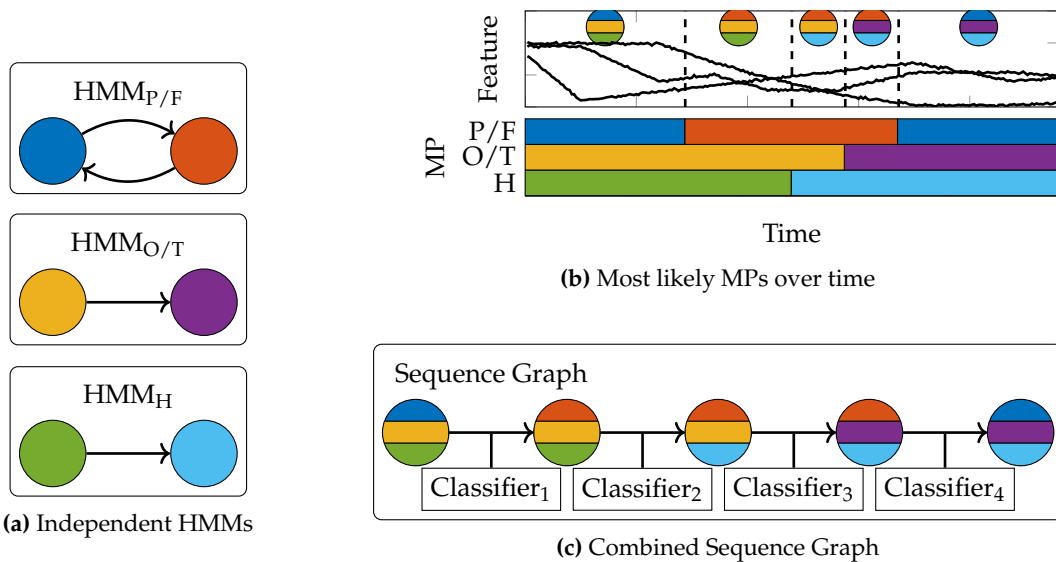 HMM_P/F
HMM_O/T
HMM_H
(a) Independent HMMs
Feature
MP
P/F
O/T
H
Time
(b) Most likely MPs over time
Sequence Graph
Classifier_1 Classifier_2 Classifier_3 Classifier_4
(c) Combined Sequence Graph